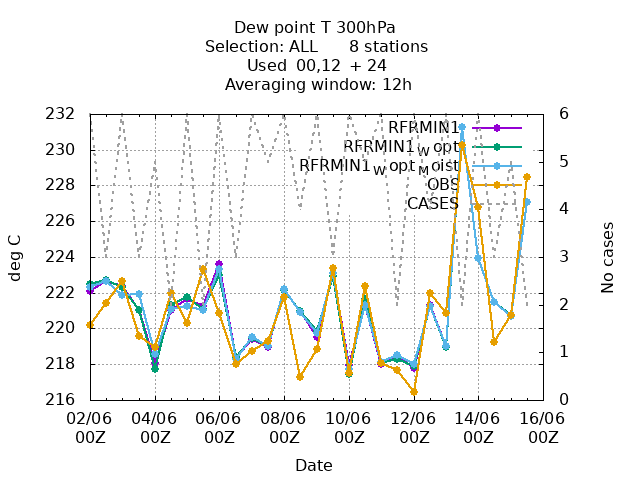 Dew point T 300hPa
Selection: ALL 8 stations
Used 00,12 + 24
Averaging window: 12h
232 6
RFRMIN1
230
RFRMIN1_W opt
5
RFRMIN1_W opt_M oist
228
OBS
226 4
CASES
deg C
No cases
224 3
222
2
220
218 1
216 0
02/06 04/06 06/06 08/06 10/06 12/06 14/06 16/06
00Z 00Z 00Z 00Z 00Z 00Z 00Z 00Z
Date